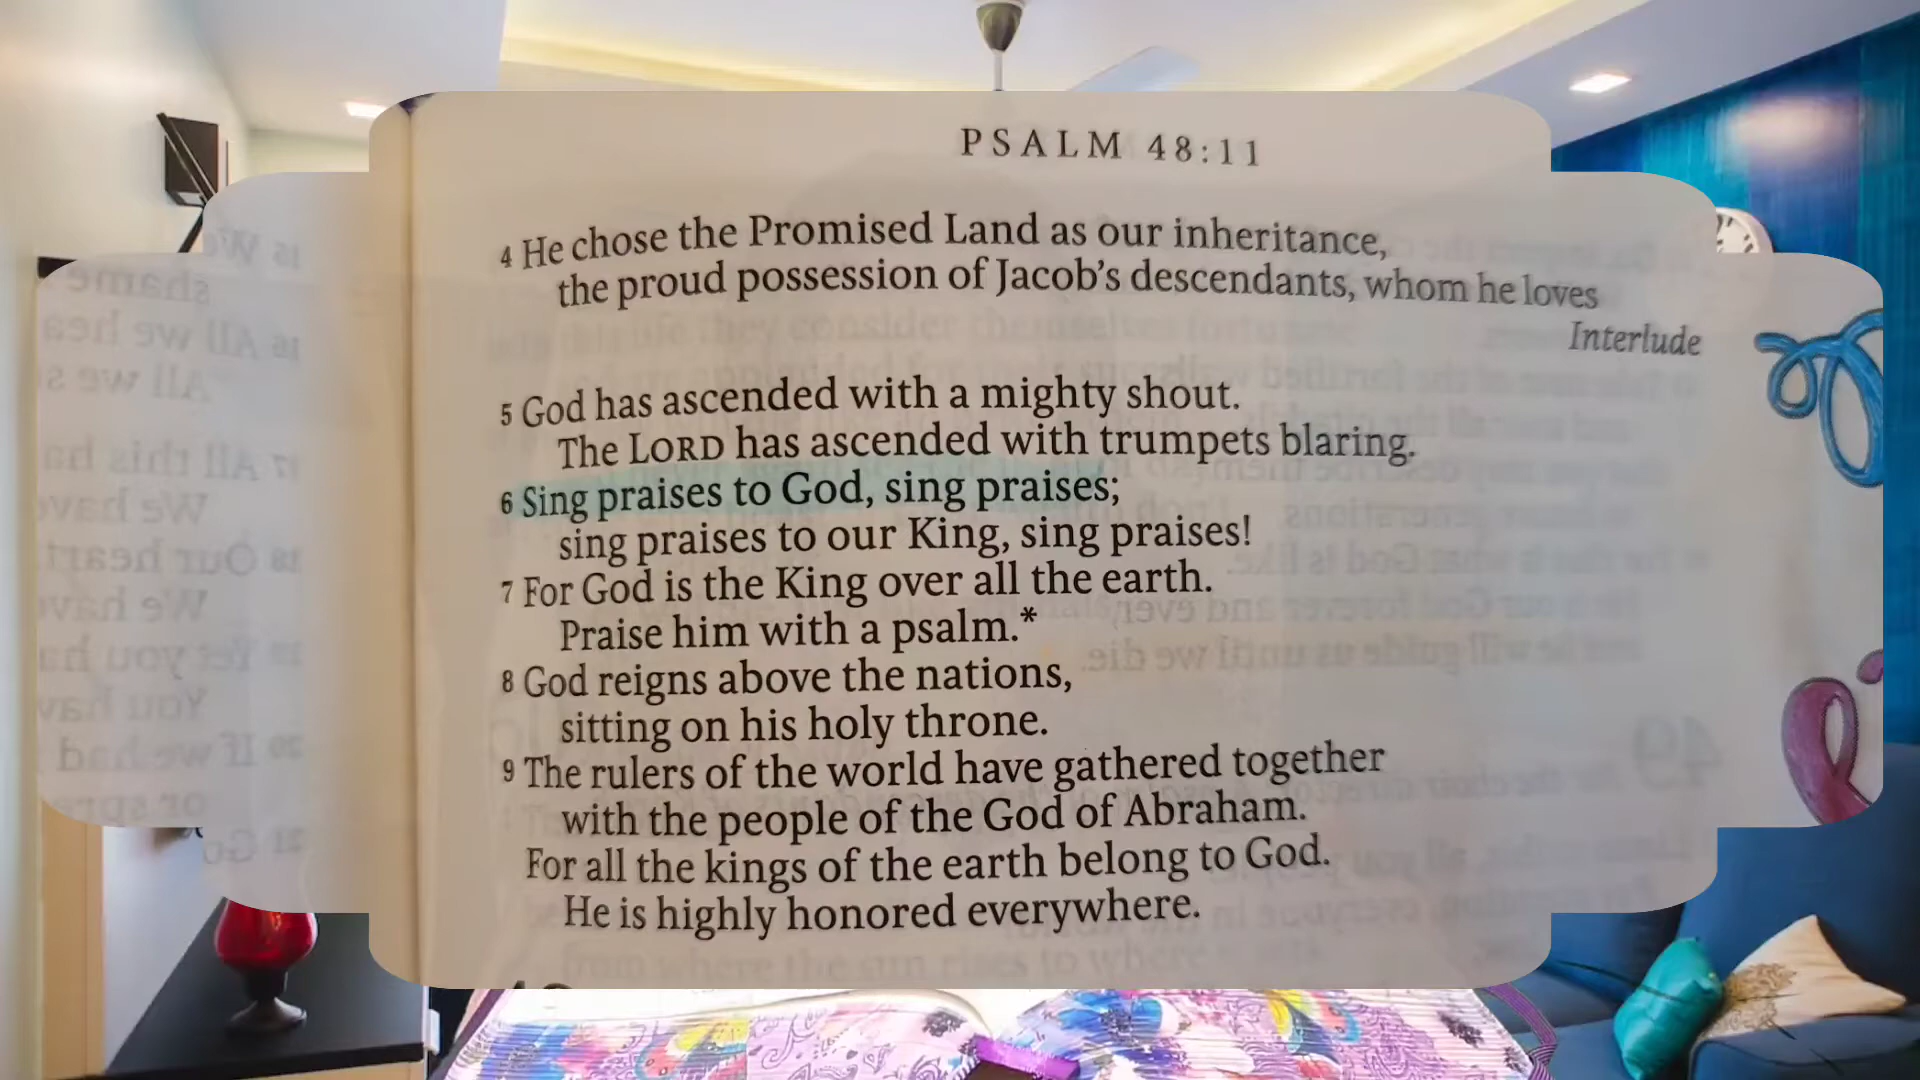 PSALM 48:11
4 He chose the Promised Land as our inheritance,
the proud possession of Jacob's descendants, whom he loves
Interlude
5 God has ascended with a mighty shout.
The LORD has ascended with trumpets blaring.
6 Sing praises to God, sing praises;
sing praises to our King, sing praises!
7 For God is the King over all the earth.
Praise him with a psalm.*
8 God reigns above the nations,
sitting on his holy throne.
9 The rulers of the world have gathered together
with the people of the God of Abraham.
For all the kings of the earth belong to God.
He is highly honored everywhere.